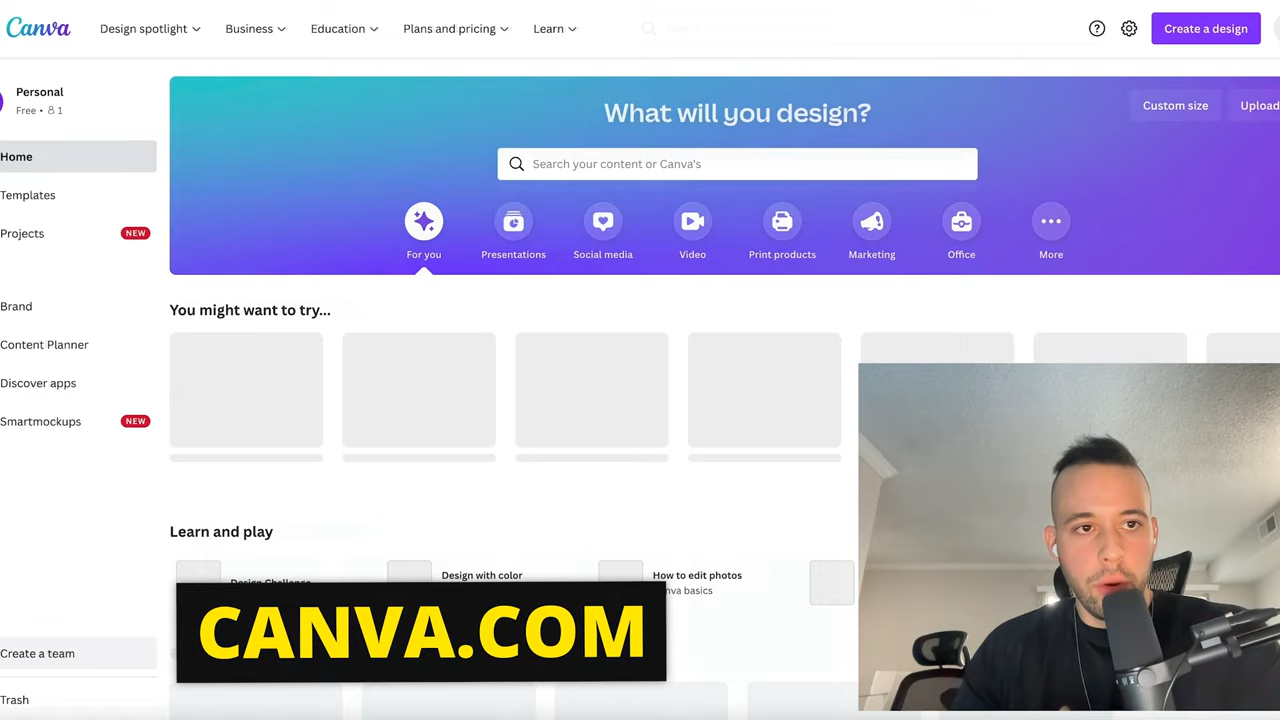 Canva
Design spotlight
Business
Education
Plans and pricing
Learn
Create a design
Personal
Free • 1
Home
Templates
Projects
NEW
Brand
Content Planner
Discover apps
Smartmockups
NEW
Create a team
Trash
What will you design?
Custom size
Upload
Search your content or Canva's
For you
Presentations
Social media
Video
Print products
Marketing
Office
More
You might want to try...
Learn and play
Design Challenge
Design with color
How to edit photos
CANVA.COM